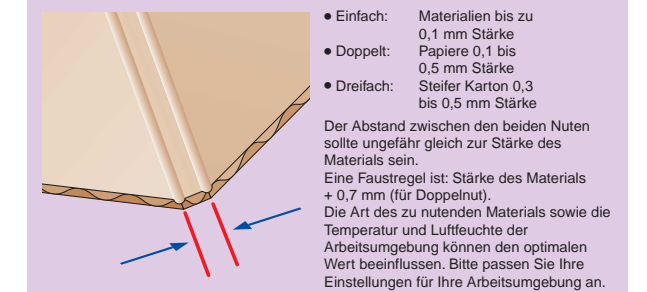 • Einfach: Materialien bis zu
0,1 mm Stärke
• Doppelt: Papiere 0,1 bis
0,5 mm Stärke
• Dreifach: Steifer Karton 0,3
bis 0,5 mm Stärke
Der Abstand zwischen den beiden Nuten
sollte ungefähr gleich zur Stärke des
Materials sein.
Eine Faustregel ist: Stärke des Materials
+ 0,7 mm (für Doppelnut).
Die Art des zu nutenden Materials sowie die
Temperatur und Luftfeuchte der
Arbeitsumgebung können den optimalen
Wert beeinflussen. Bitte passen Sie Ihre
Einstellungen für Ihre Arbeitsumgebung an.